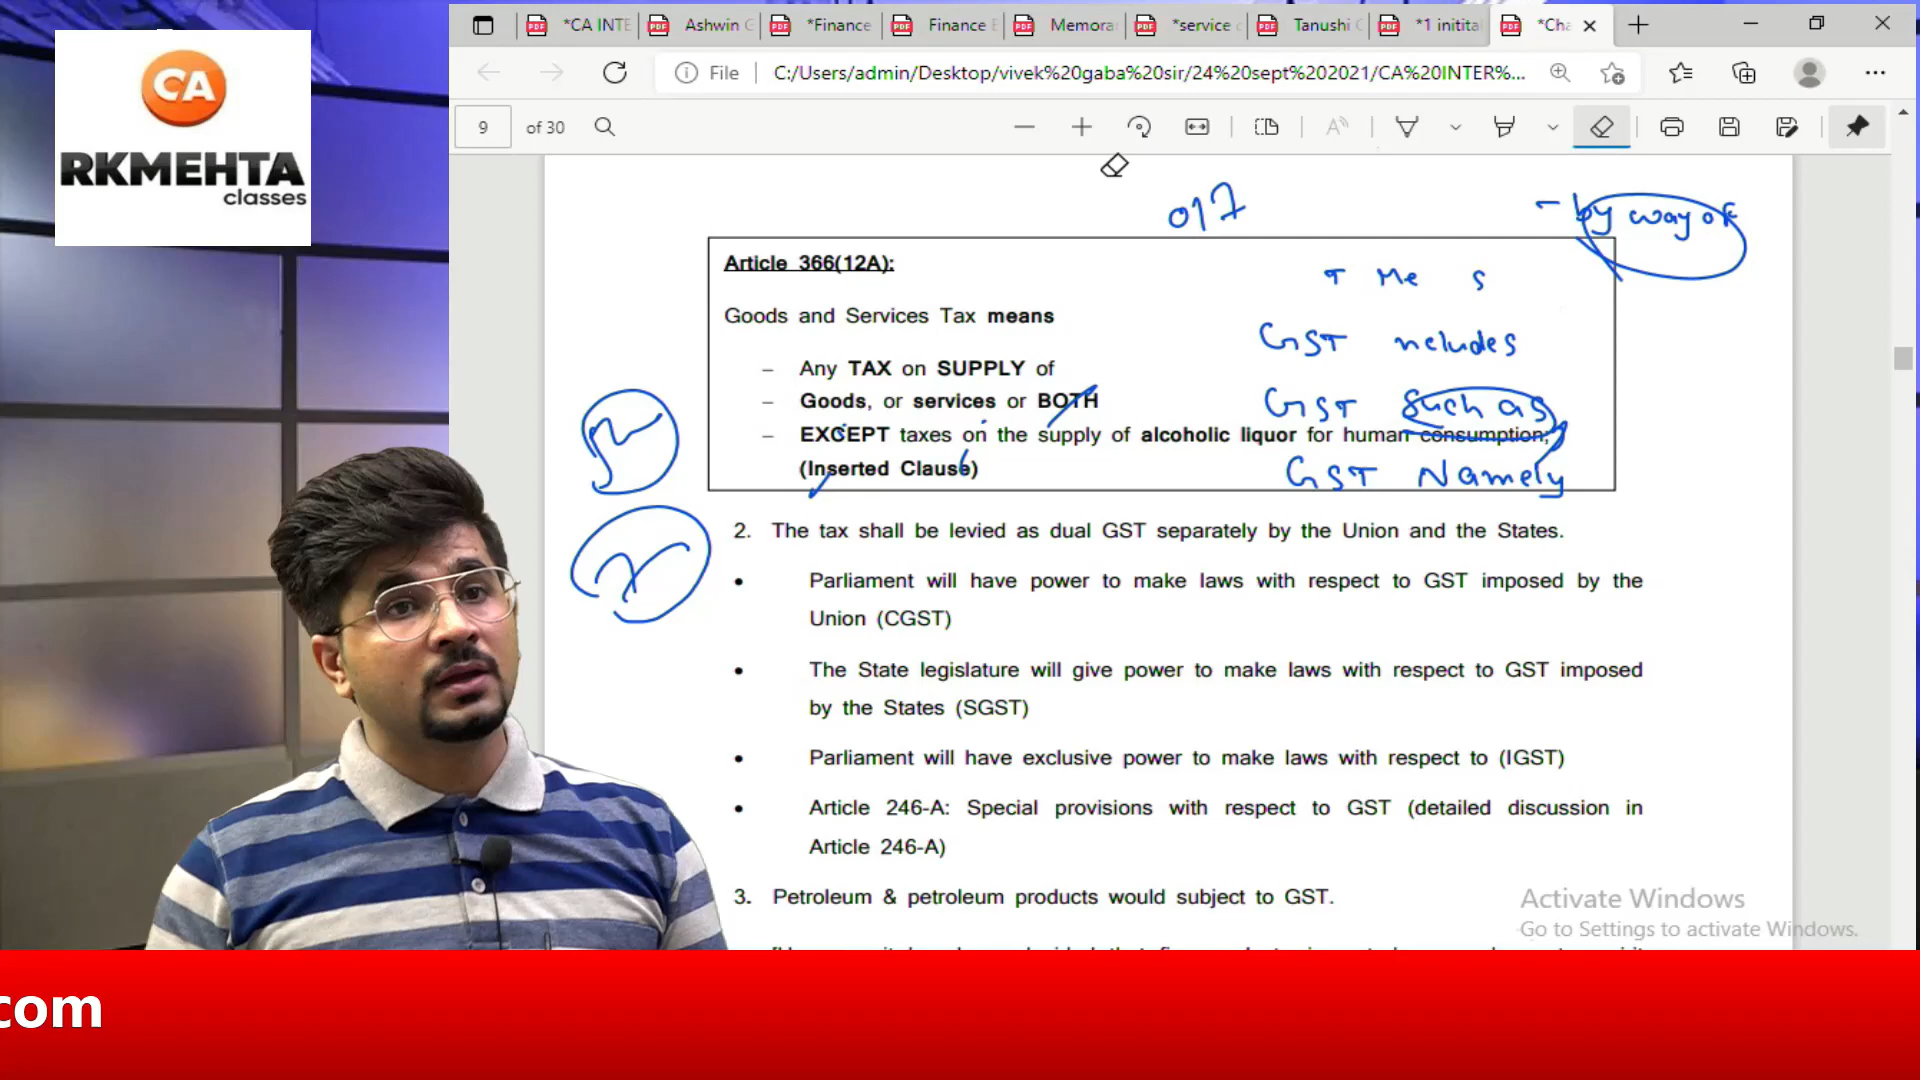 *CA INTE
Ashwin G
*Finance
Finance E
Memora
*service c
Tanushi
*1 initita
*Cha
File
C:/Users/admin/Desktop/vivek%20gaba%20sir/24%20sept%202021/CA%20INTER%...
9 of 30
CA
RKMEHTA
classes
017
- by way of
Article 366(12A):
T Me S
Goods and Services Tax means
GST ncludes
– Any TAX on SUPPLY of
– Goods, or services or BOTH
GST such as
– EXCEPT taxes on the supply of alcoholic liquor for human consumption;
(Inserted Clause)
GST Namely
2. The tax shall be levied as dual GST separately by the Union and the States.
• Parliament will have power to make laws with respect to GST imposed by the
Union (CGST)
• The State legislature will give power to make laws with respect to GST imposed
by the States (SGST)
• Parliament will have exclusive power to make laws with respect to (IGST)
• Article 246-A: Special provisions with respect to GST (detailed discussion in
Article 246-A)
3. Petroleum & petroleum products would subject to GST.
Activate Windows
Go to Settings to activate Windows.
com